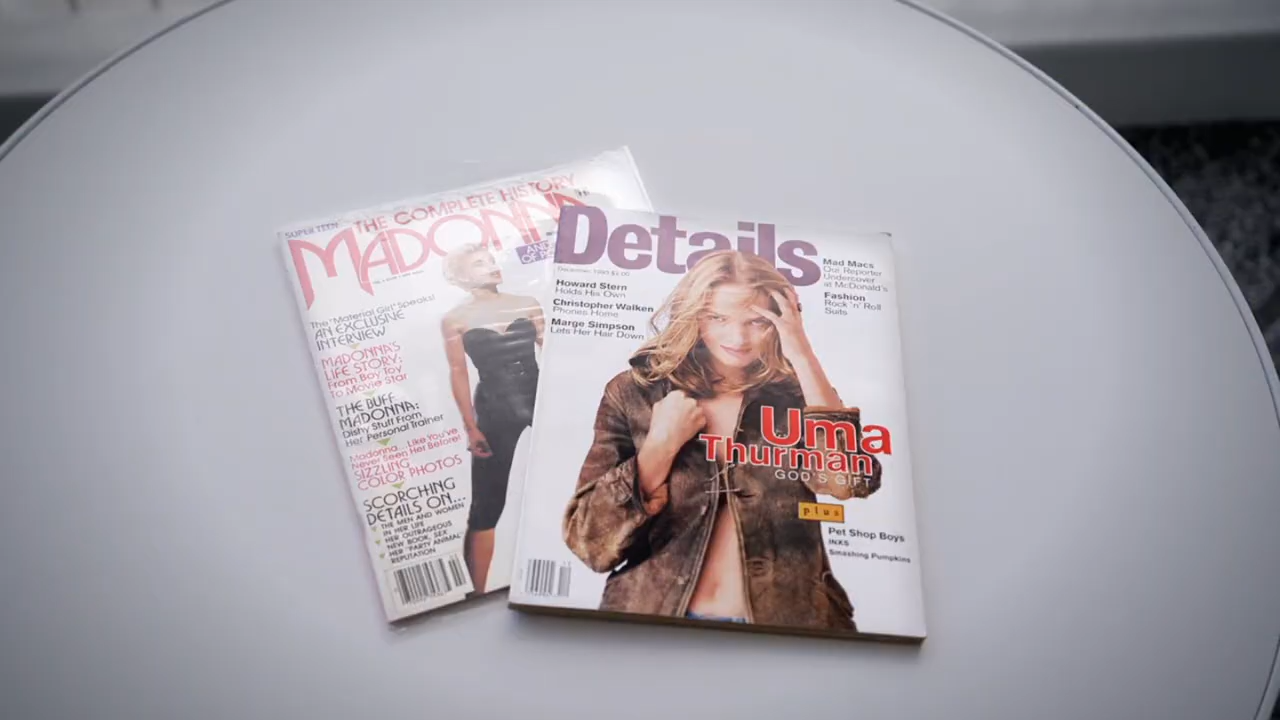 SUPER TEEN
THE COMPLETE HISTORY
MADONNA
The "Material Girl" Speaks!
AN EXCLUSIVE
INTERVIEW
MADONNA'S
LIFE STORY:
From Boy Toy
To Movie Star
THE BUFF
MADONNA:
Dishy Stuff From
Her Personal Trainer
Madonna...Like You've
Never Seen Her Before!
SIZZLING
COLOR PHOTOS
SCORCHING
DETAILS ON...
THE MEN AND WOMEN
IN HER LIFE
HER OUTRAGEOUS
NEW BOOK, SEX
HER "PARTY ANIMAL"
REPUTATION
Details
December 1993 $2.00
Howard Stern
Holds His Own
Christopher Walken
Phones Home
Marge Simpson
Lets Her Hair Down
Mad Macs
Our Reporter
Undercover
at McDonald's
Fashion
Rock 'n' Roll
Suits
Uma
Thurman
GOD'S GIFT
plus
Pet Shop Boys
INXS
Smashing Pumpkins